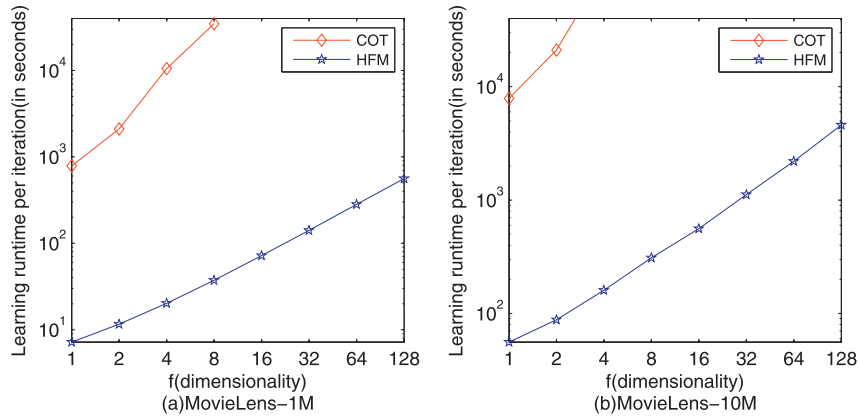 Learning runtime per iteration(in seconds)
10^4
10^3
10^2
10^1
COT
HFM
1 2 4 8 16 32 64 128
f(dimensionality)
(a)MovieLens−1M
Learning runtime per iteration(in seconds)
10^4
10^3
10^2
COT
HFM
1 2 4 8 16 32 64 128
f(dimensionality)
(b)MovieLens−10M